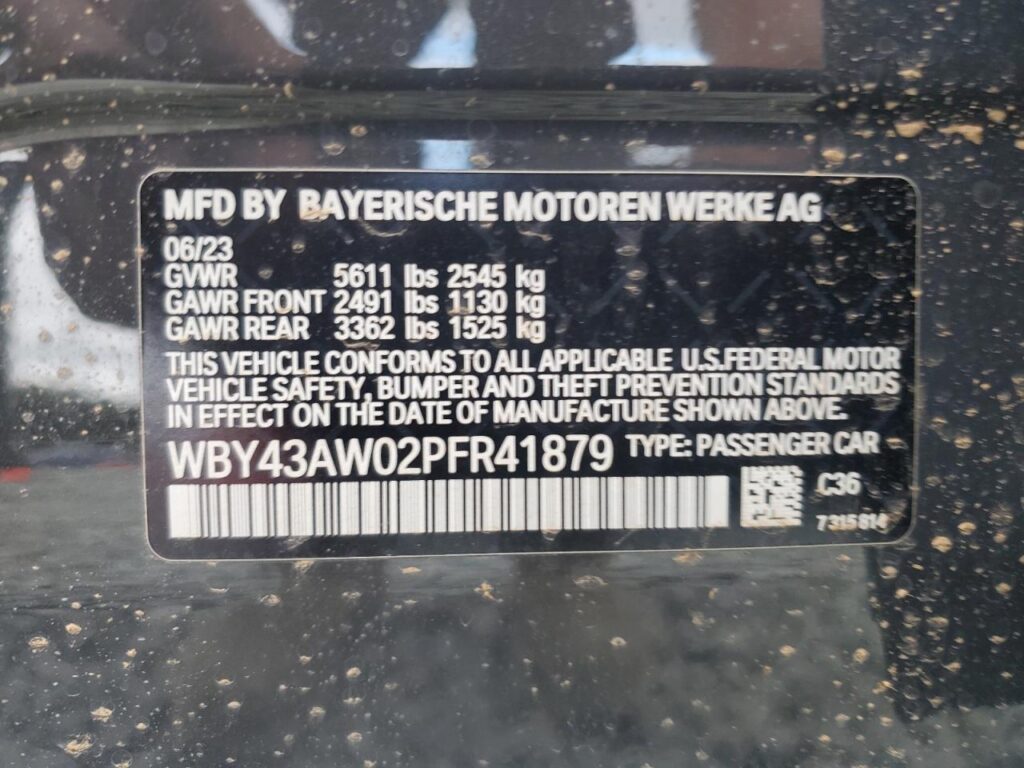 MFD BY BAYERISCHE MOTOREN WERKE AG
06/23
GVWR 5611 lbs 2545 kg
GAWR FRONT 2491 lbs 1130 kg
GAWR REAR 3362 lbs 1525 kg
THIS VEHICLE CONFORMS TO ALL APPLICABLE U.S.FEDERAL MOTOR
VEHICLE SAFETY, BUMPER AND THEFT PREVENTION STANDARDS
IN EFFECT ON THE DATE OF MANUFACTURE SHOWN ABOVE.
WBY43AW02PFR41879 TYPE: PASSENGER CAR
C36
7315814